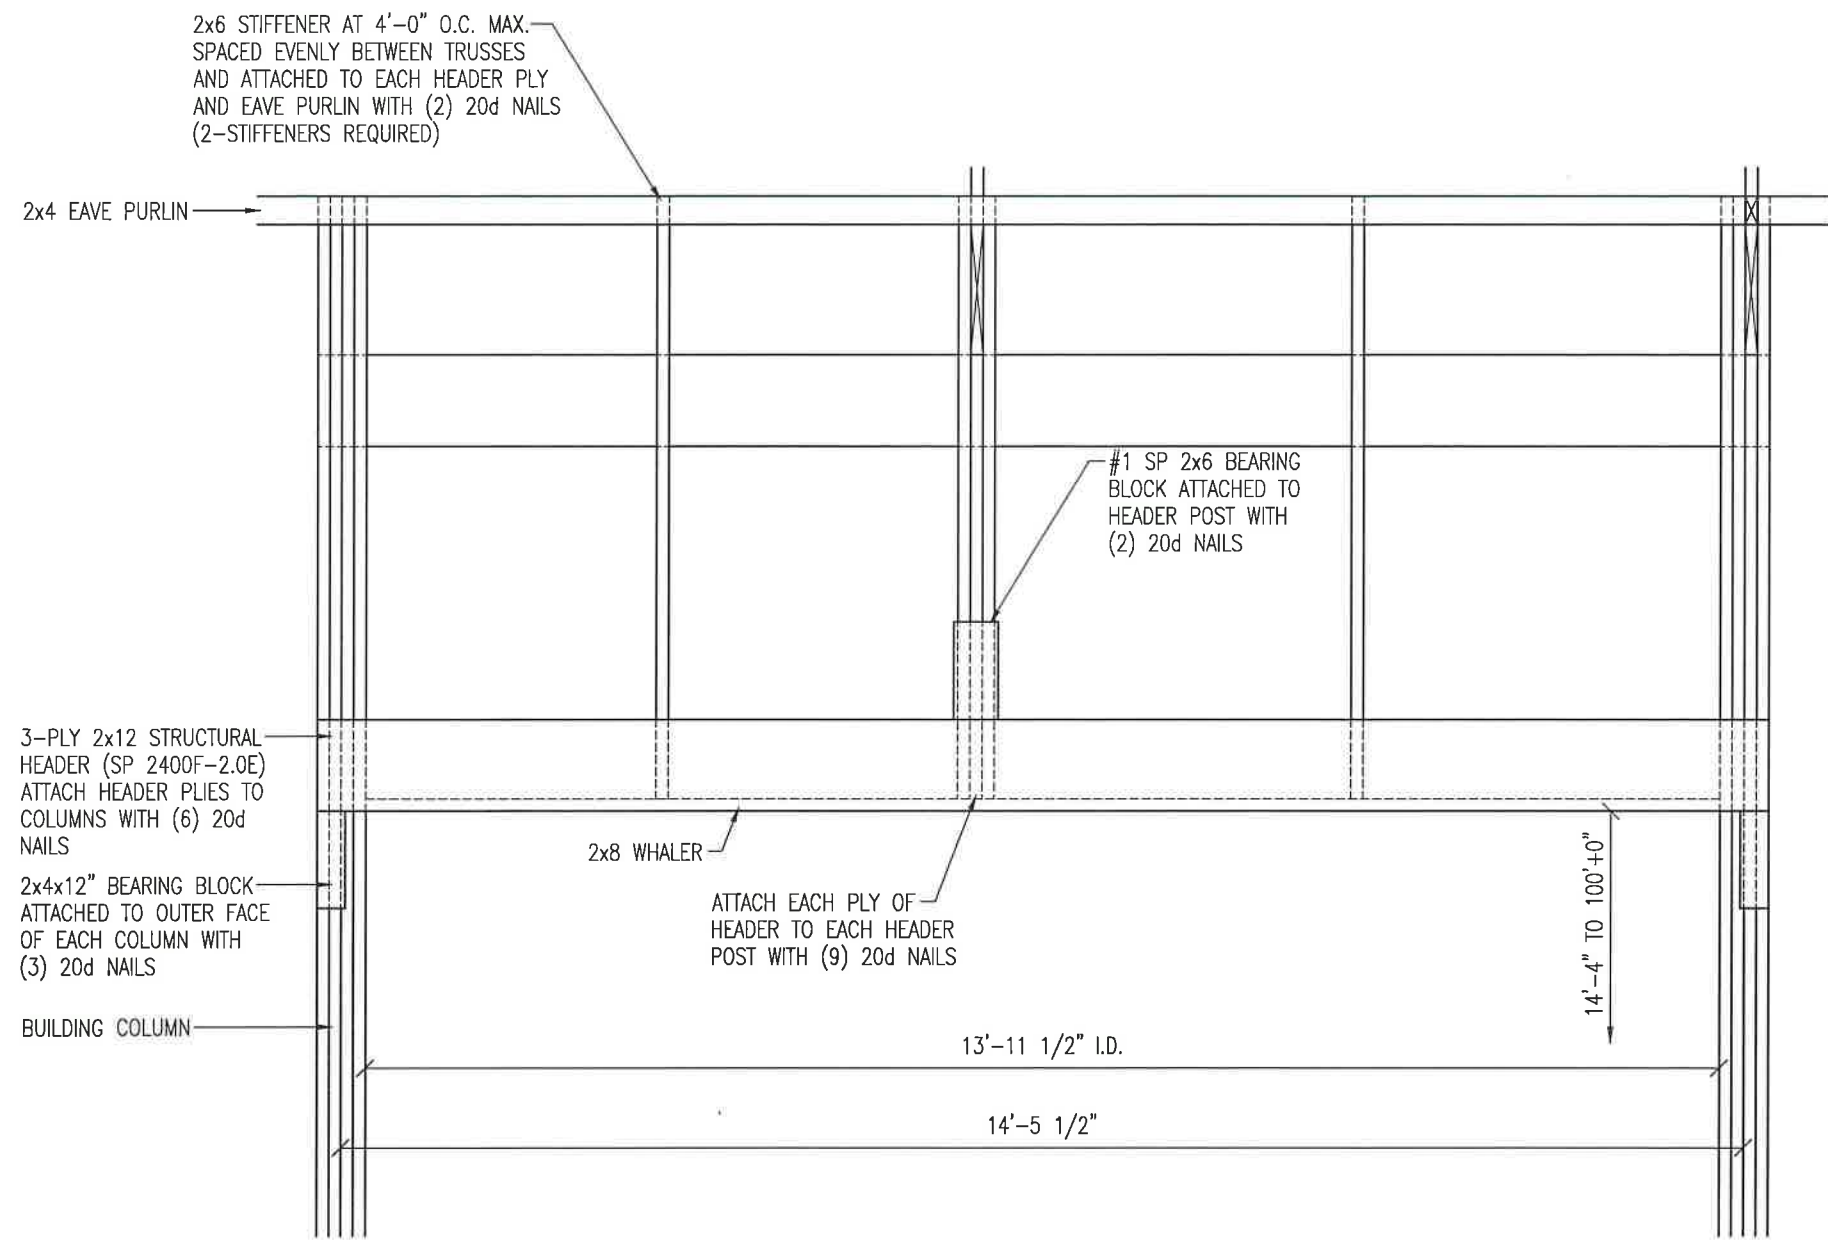 2x6 STIFFENER AT 4'-0" O.C. MAX.
SPACED EVENLY BETWEEN TRUSSES
AND ATTACHED TO EACH HEADER PLY
AND EAVE PURLIN WITH (2) 20d NAILS
(2-STIFFENERS REQUIRED)
2x4 EAVE PURLIN
#1 SP 2x6 BEARING
BLOCK ATTACHED TO
HEADER POST WITH
(2) 20d NAILS
3-PLY 2x12 STRUCTURAL
HEADER (SP 2400F-2.0E)
ATTACH HEADER PLIES TO
COLUMNS WITH (6) 20d
NAILS
2x8 WHALER
2x4x12" BEARING BLOCK
ATTACHED TO OUTER FACE
OF EACH COLUMN WITH
(3) 20d NAILS
ATTACH EACH PLY OF
HEADER TO EACH HEADER
POST WITH (9) 20d NAILS
14'-4" TO 100'+0"
BUILDING COLUMN
13'-11 1/2" I.D.
14'-5 1/2"